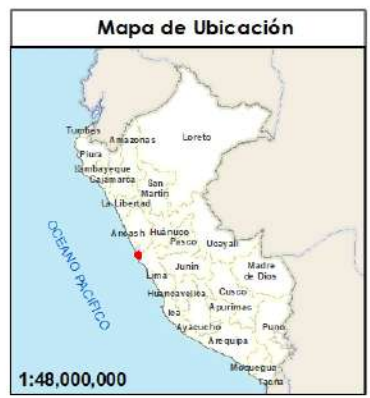 Mapa de Ubicación
Tumbes
Amazonas
Loreto
Piura
Lambayeque
Cajamarca
San
Martin
La Libertad
Ancash
Huánuco
Pasco
Ucayali
OCEANO PACIFICO
Lima
Junin
Madre
de Dios
Huancavelica
Cusco
Apurimac
Ica
Ayacucho
Puno
Arequipa
Moquegua
Tacna
1:48,000,000